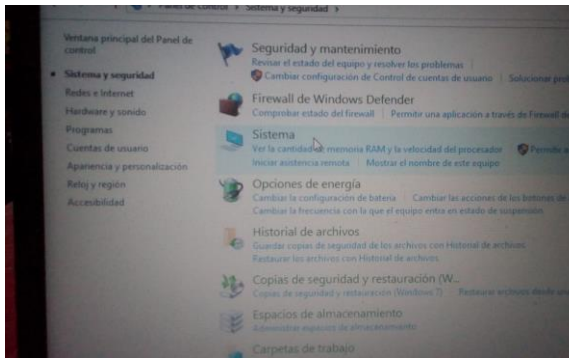 Panel de Control > Sistema y seguridad >
Ventana principal del Panel de
control
Sistema y seguridad
Redes e Internet
Hardware y sonido
Programas
Cuentas de usuario
Apariencia y personalización
Reloj y región
Accesibilidad
Seguridad y mantenimiento
Revisar el estado del equipo y resolver los problemas
Cambiar configuración de Control de cuentas de usuario Solucionar
Firewall de Windows Defender
Comprobar estado del firewall Permitir una aplicación a través de Firewall
Sistema
Ver la cantidad de memoria RAM y la velocidad del procesador Permitir
Iniciar asistencia remota Mostrar el nombre de este equipo
Opciones de energía
Cambiar la configuración de batería Cambiar las acciones de los botones de
Cambiar la frecuencia con la que el equipo entra en estado de suspensión
Historial de archivos
Guardar copias de seguridad de los archivos con Historial de archivos
Restaurar los archivos con Historial de archivos
Copias de seguridad y restauración (W...
Copias de seguridad y restauración (Windows 7) Restaurar archivos desde
Espacios de almacenamiento
Administrar espacios de almacenamiento
Carpetas de trabajo